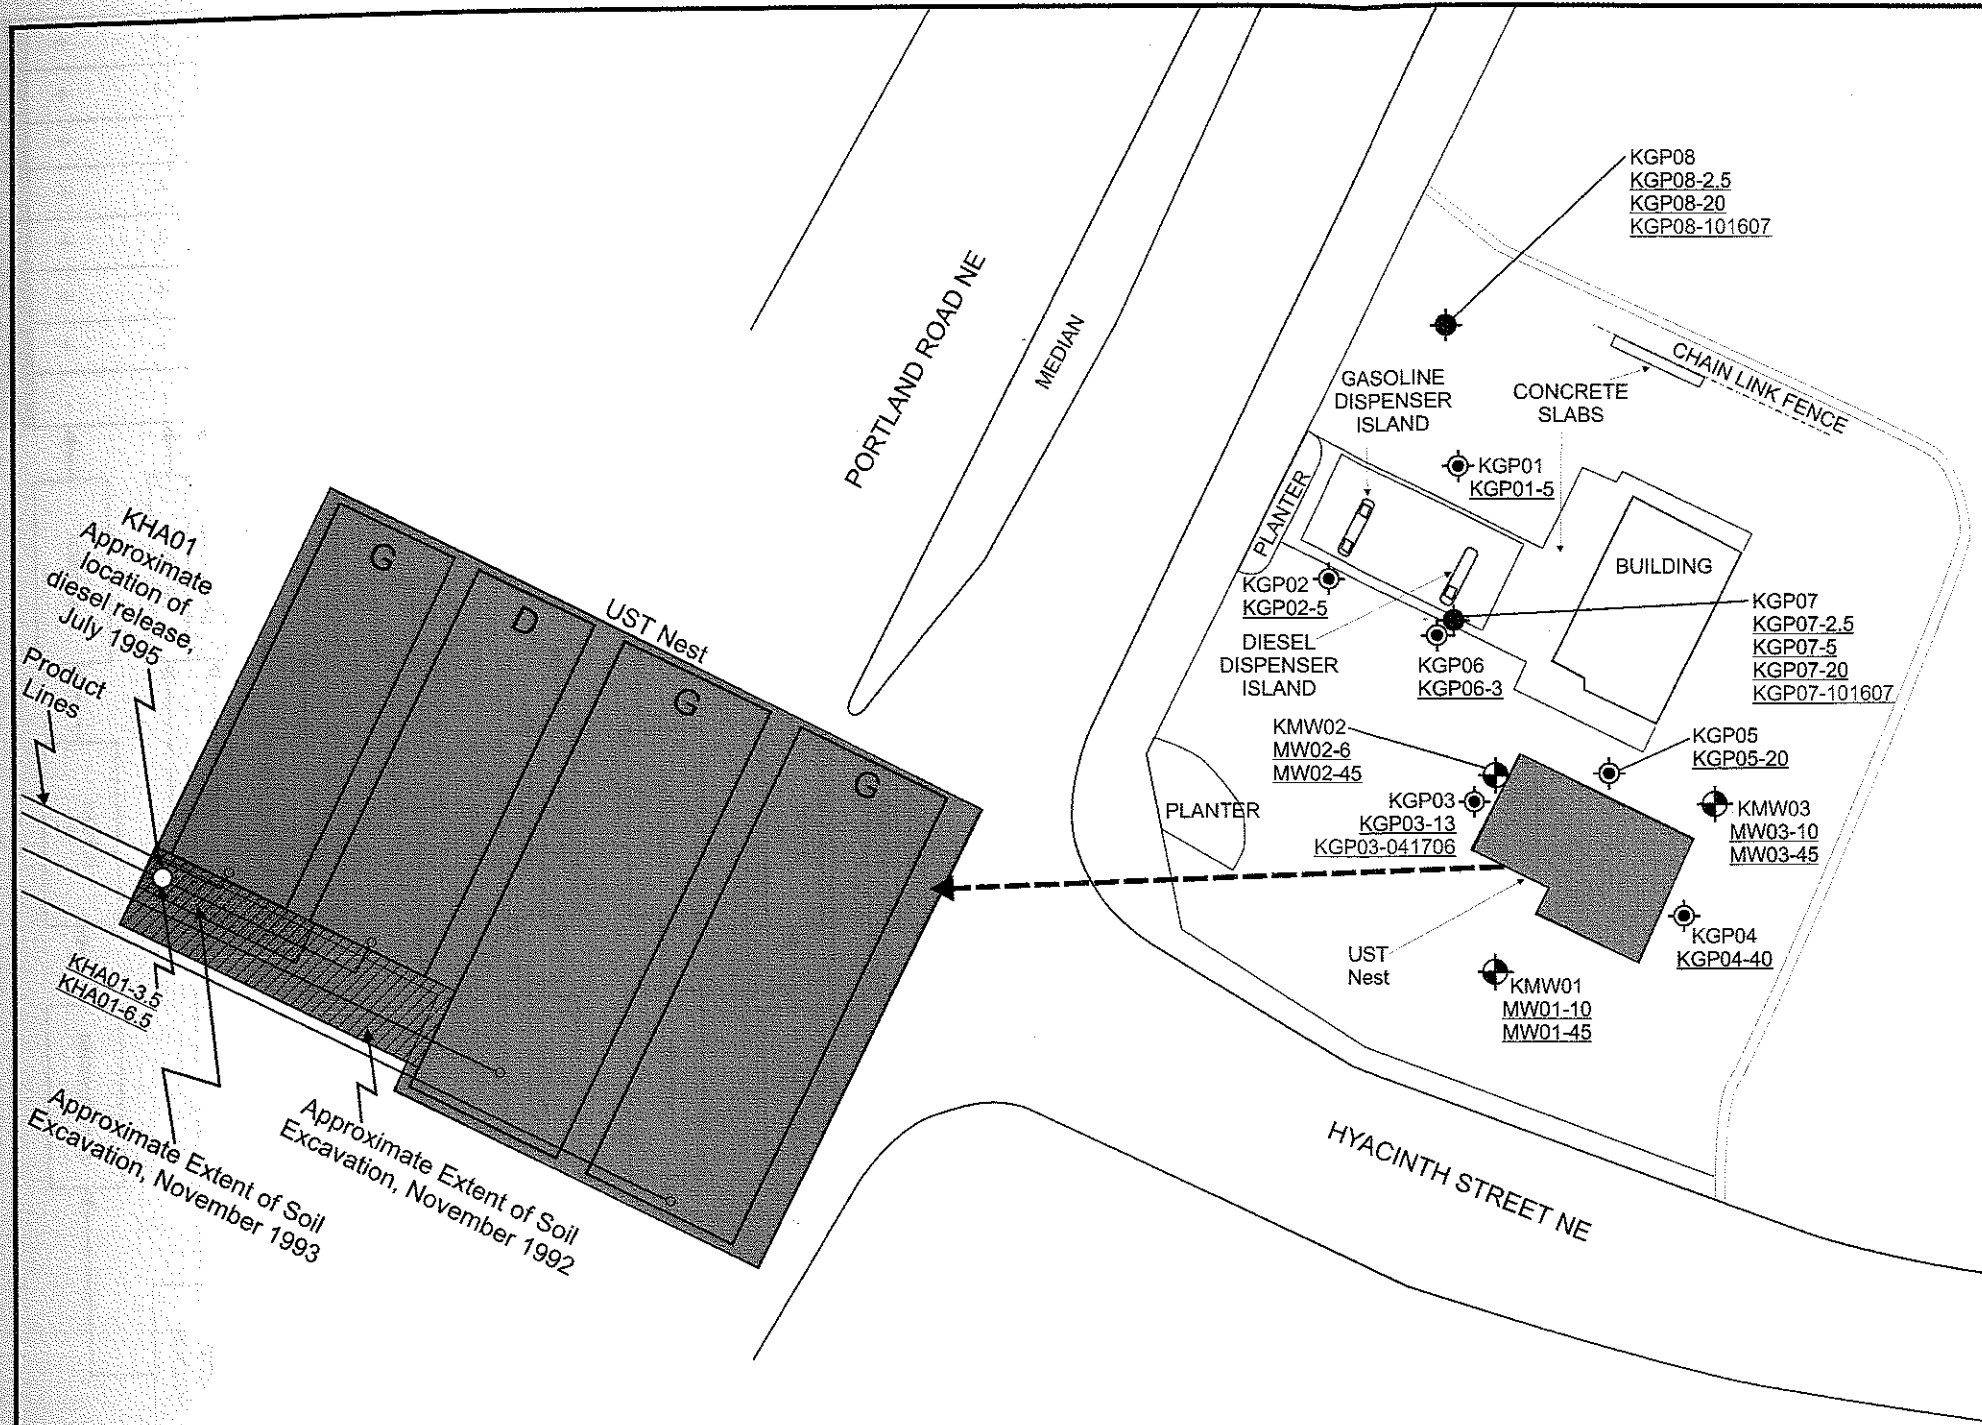 KGP08
KGP08-2.5
KGP08-20
KGP08-101607
PORTLAND ROAD NE
MEDIAN
CHAIN LINK FENCE
GASOLINE
DISPENSER
ISLAND
CONCRETE
SLABS
KGP01
KGP01-5
PLANTER
BUILDING
KGP02
KGP02-5
DIESEL
DISPENSER
ISLAND
KGP06
KGP06-3
KGP07
KGP07-2.5
KGP07-5
KGP07-20
KGP07-101607
KMW02
MW02-6
MW02-45
KGP05
KGP05-20
KGP03
KGP03-13
KGP03-041706
KMW03
MW03-10
MW03-45
PLANTER
UST
Nest
KGP04
KGP04-40
KMW01
MW01-10
MW01-45
HYACINTH STREET NE
KHA01
Approximate
location of
diesel release,
July 1995
Product
Lines
G
D
UST Nest
G
G
KHA01-3.5
KHA01-6.5
Approximate Extent of Soil
Excavation, November 1993
Approximate Extent of Soil
Excavation, November 1992